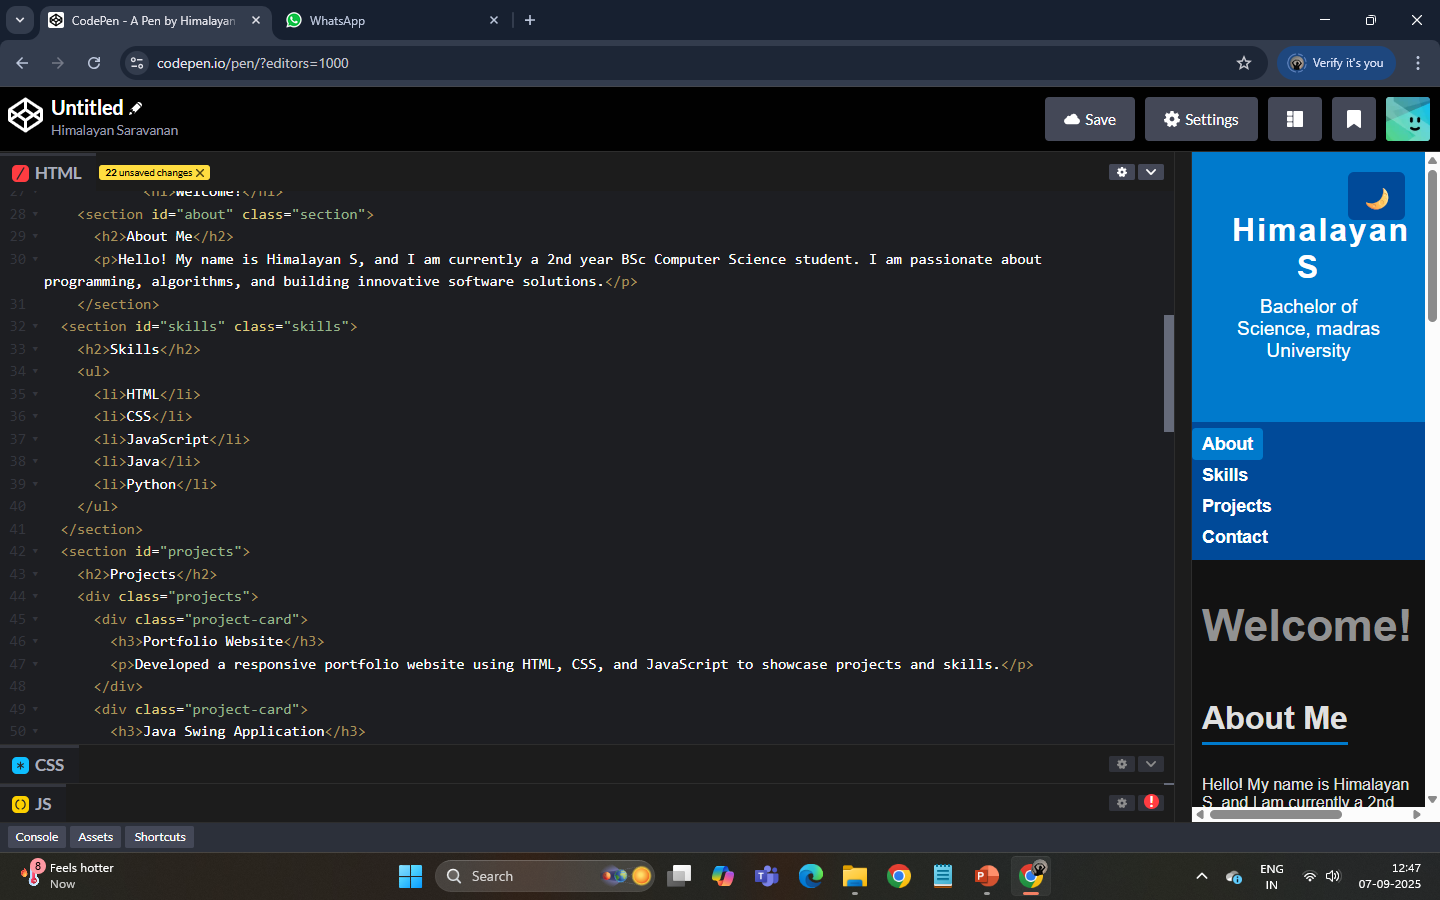 CodePen - A Pen by Himalayan
WhatsApp
codepen.io/pen/?editors=1000
Verify it's you
Untitled
Himalayan Saravanan
Save
Settings
HTML
22 unsaved changes
27 <h1>Welcome!</h1>
28 <section id="about" class="section">
29 <h2>About Me</h2>
30 <p>Hello! My name is Himalayan S, and I am currently a 2nd year BSc Computer Science student. I am passionate about
programming, algorithms, and building innovative software solutions.</p>
31 </section>
32 <section id="skills" class="skills">
33 <h2>Skills</h2>
34 <ul>
35 <li>HTML</li>
36 <li>CSS</li>
37 <li>JavaScript</li>
38 <li>Java</li>
39 <li>Python</li>
40 </ul>
41 </section>
42 <section id="projects">
43 <h2>Projects</h2>
44 <div class="projects">
45 <div class="project-card">
46 <h3>Portfolio Website</h3>
47 <p>Developed a responsive portfolio website using HTML, CSS, and JavaScript to showcase projects and skills.</p>
48 </div>
49 <div class="project-card">
50 <h3>Java Swing Application</h3>
CSS
JS
Himalayan
S
Bachelor of
Science, madras
University
About
Skills
Projects
Contact
Welcome!
About Me
Hello! My name is Himalayan
S, and I am currently a 2nd
Console
Assets
Shortcuts
8
Feels hotter
Now
Search
ENG
IN
12:47
07-09-2025